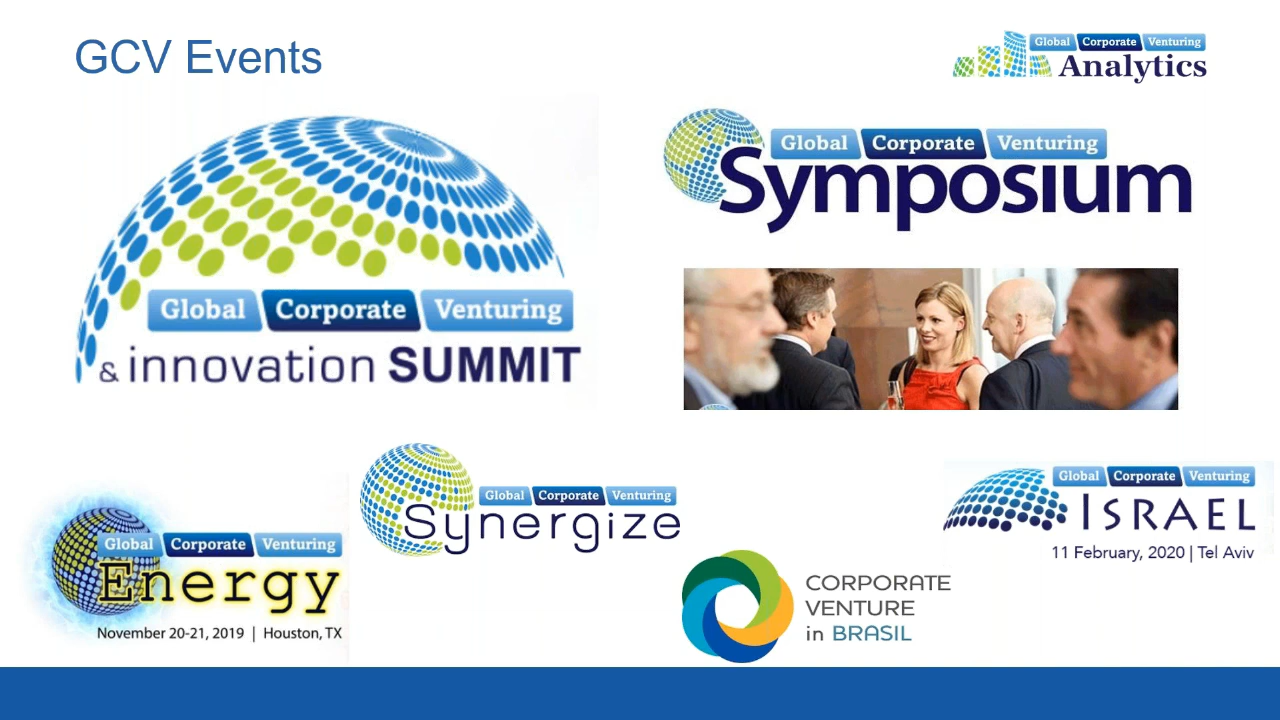 GCV Events
Global Corporate Venturing
Analytics
Global Corporate Venturing
& innovation SUMMIT
Global Corporate Venturing
Symposium
Global Corporate Venturing
Energy
November 20-21, 2019 | Houston, TX
Global Corporate Venturing
Synergize
CORPORATE
VENTURE
in BRASIL
Global Corporate Venturing
ISRAEL
11 February, 2020 | Tel Aviv